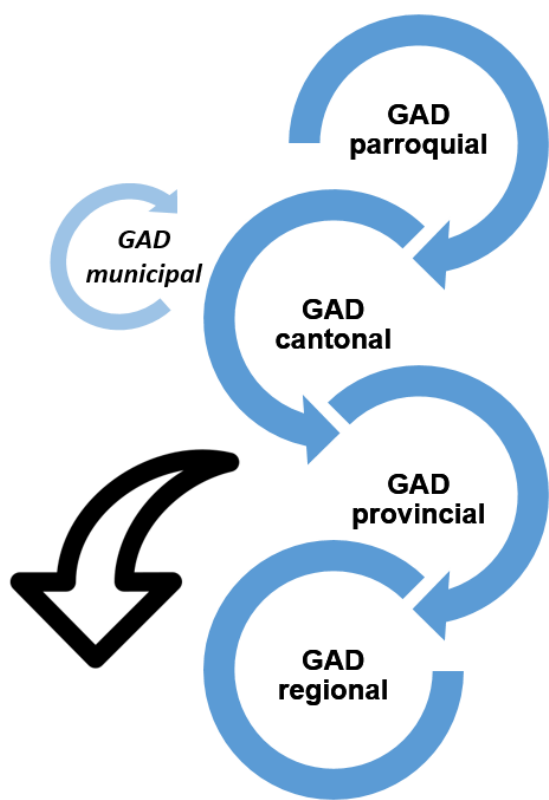 GAD
parroquial
GAD
municipal
GAD
cantonal
GAD
provincial
GAD
regional